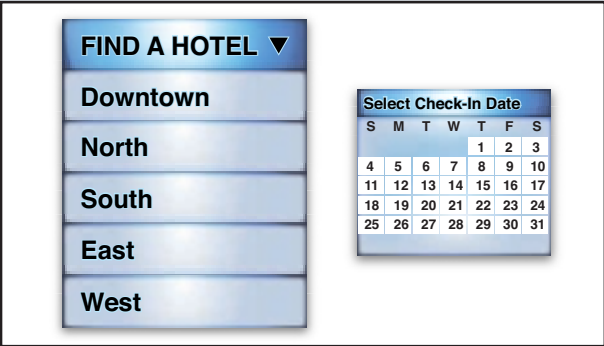 FIND A HOTEL ▼
Downtown
North
South
East
West
Select Check-In Date
S M T W T F S
1 2 3
4 5 6 7 8 9 10
11 12 13 14 15 16 17
18 19 20 21 22 23 24
25 26 27 28 29 30 31